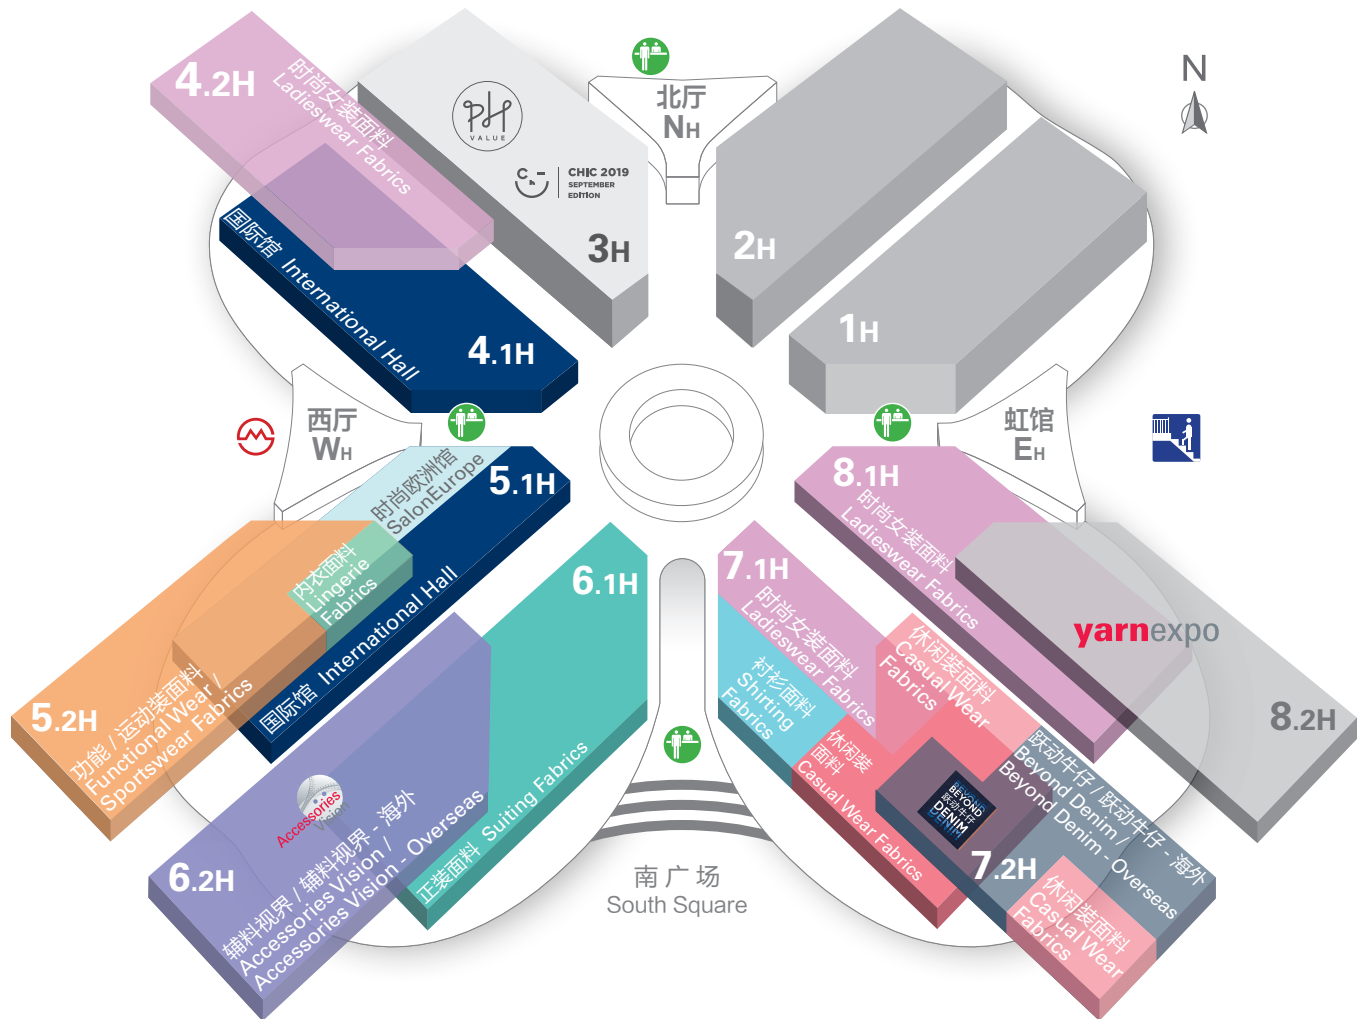 4.2H
时尚女装面料
Ladieswear Fabrics
PH
VALUE
CHIC 2019
SEPTEMBER
EDITION
3H
北厅
NH
2H
1H
N
国际馆 International Hall
4.1H
西厅
WH
虹馆
EH
时尚欧洲馆
SalonEurope
5.1H
国际馆 International Hall
内衣面料
Lingerie
Fabrics
5.2H
功能 / 运动装面料
Functional Wear /
Sportswear Fabrics
6.1H
正装面料 Suiting Fabrics
6.2H
Accessories
Vision
辅料视界 / 辅料视界 - 海外
Accessories Vision /
Accessories Vision - Overseas
7.1H
时尚女装面料
Ladieswear Fabrics
衬衫面料
Shirting
Fabrics
休闲装
面料
Casual Wear Fabrics
休闲装面料
Casual Wear
Fabrics
BEYOND
跃动牛仔
DENIM
DENIM
7.2H
跃动牛仔 / 跃动牛仔 - 海外
Beyond Denim /
Beyond Denim - Overseas
休闲装面料
Casual Wear
Fabrics
8.1H
时尚女装面料
Ladieswear Fabrics
yarnexpo
8.2H
南广场
South Square